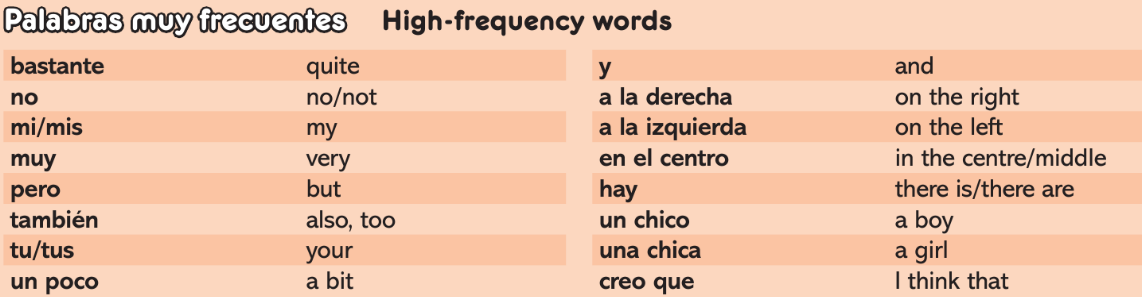 Palabras muy frecuentes High-frequency words
bastante quite
no no/not
mi/mis my
muy very
pero but
también also, too
tu/tus your
un poco a bit
y and
a la derecha on the right
a la izquierda on the left
en el centro in the centre/middle
hay there is/there are
un chico a boy
una chica a girl
creo que I think that